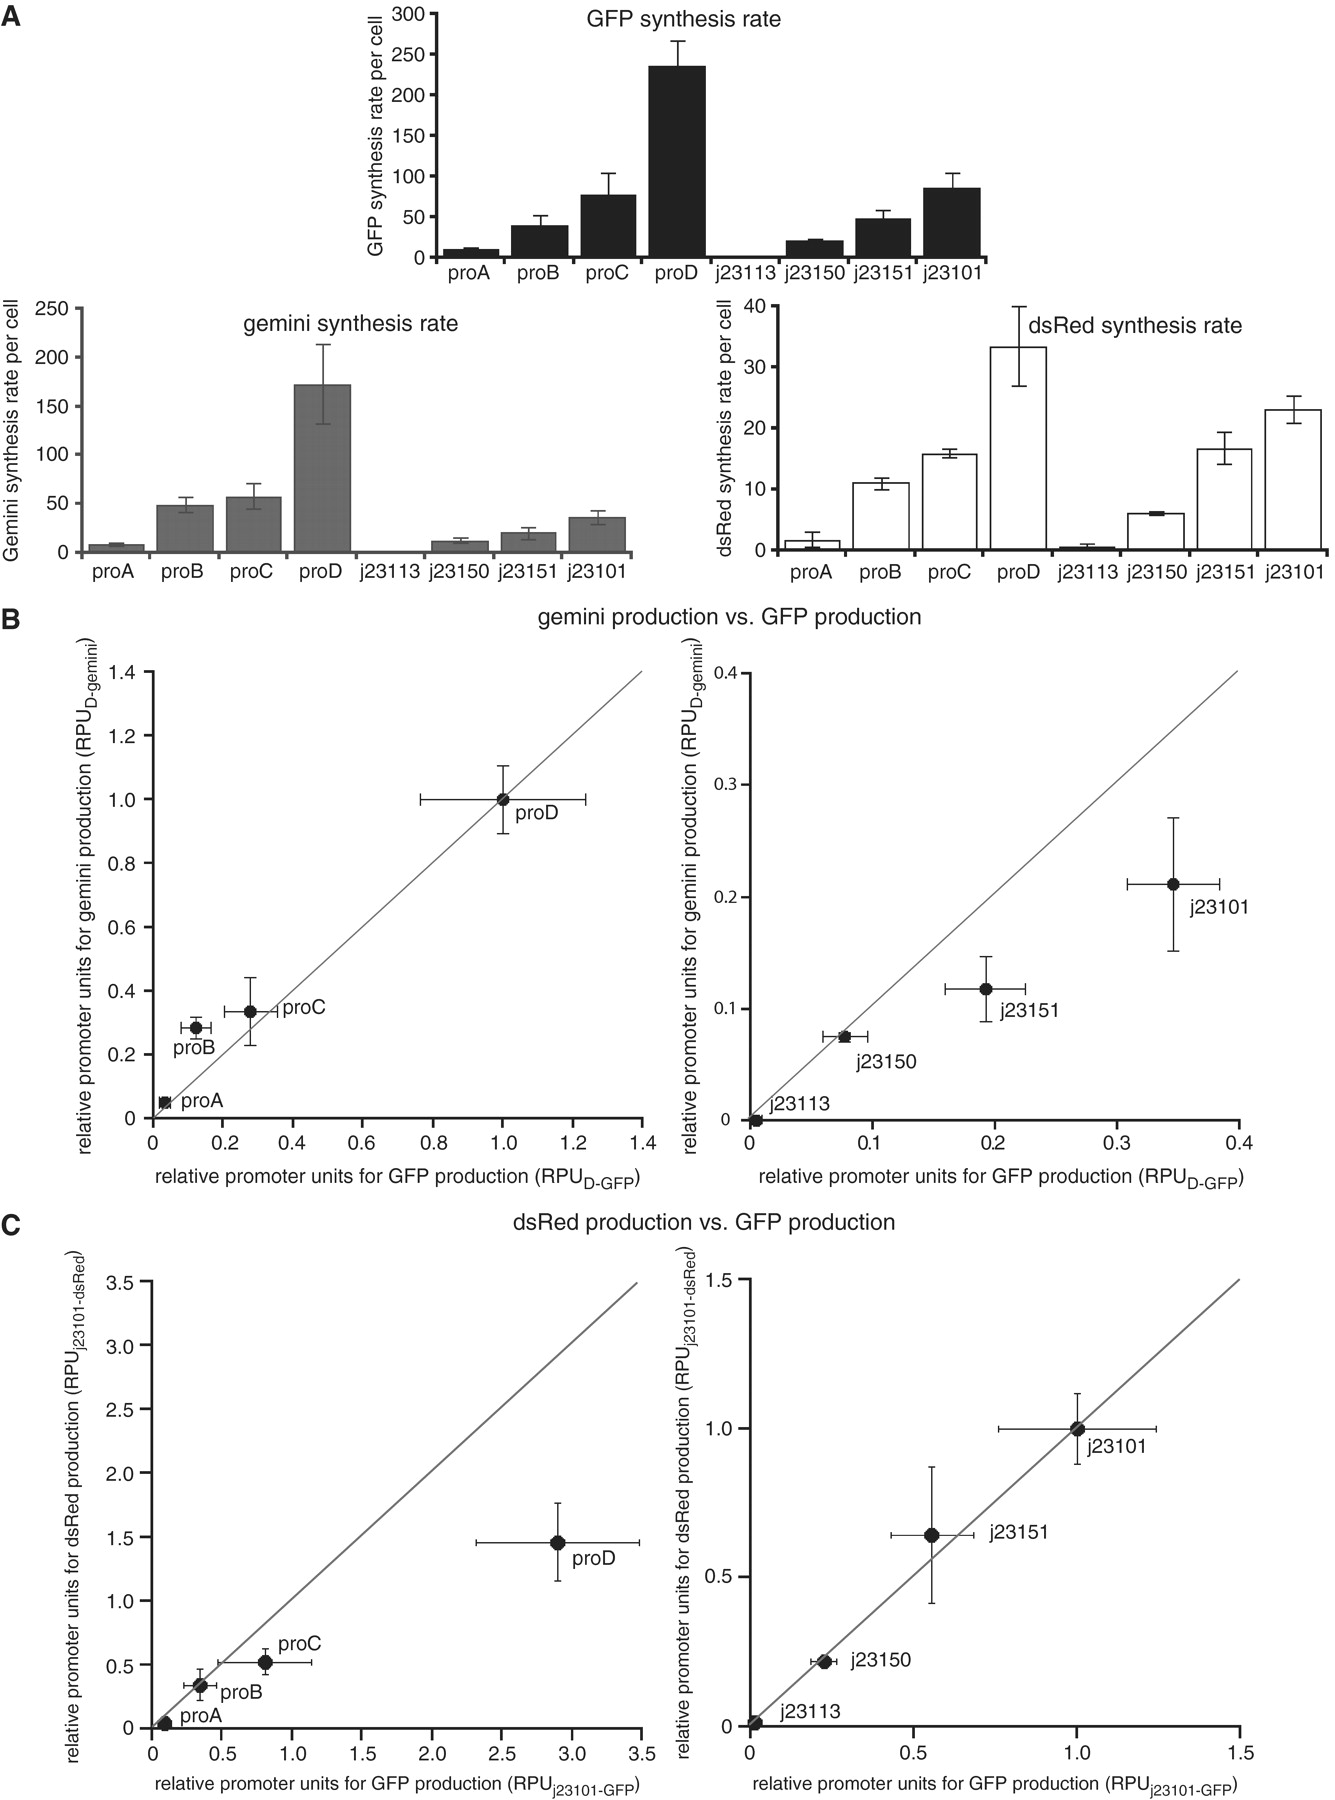 A
GFP synthesis rate
GFP synthesis rate per cell
300
250
200
150
100
50
0
proA proB proC proD j23113 j23150 j23151 j23101
gemini synthesis rate
Gemini synthesis rate per cell
250
200
150
100
50
0
proA proB proC proD j23113 j23150 j23151 j23101
dsRed synthesis rate
dsRed synthesis rate per cell
40
30
20
10
0
proA proB proC proD j23113 j23150 j23151 j23101
B
gemini production vs. GFP production
relative promoter units for gemini production (RPUD-gemini)
1.4
1.2
1.0
0.8
0.6
0.4
0.2
0
proD
proC
proB
proA
0 0.2 0.4 0.6 0.8 1.0 1.2 1.4
relative promoter units for GFP production (RPUD-GFP)
relative promoter units for gemini production (RPUD-gemini)
0.4
0.3
0.2
0.1
0
j23101
j23151
j23150
j23113
0 0.1 0.2 0.3 0.4
relative promoter units for GFP production (RPUD-GFP)
C
dsRed production vs. GFP production
relative promoter units for dsRed production (RPUj23101-dsRed)
3.5
3.0
2.5
2.0
1.5
1.0
0.5
0
proD
proC
proB
proA
0 0.5 1.0 1.5 2.0 2.5 3.0 3.5
relative promoter units for GFP production (RPUj23101-GFP)
relative promoter units for dsRed production (RPUj23101-dsRed)
1.5
1.0
0.5
0
j23101
j23151
j23150
j23113
0 0.5 1.0 1.5
relative promoter units for GFP production (RPUj23101-GFP)